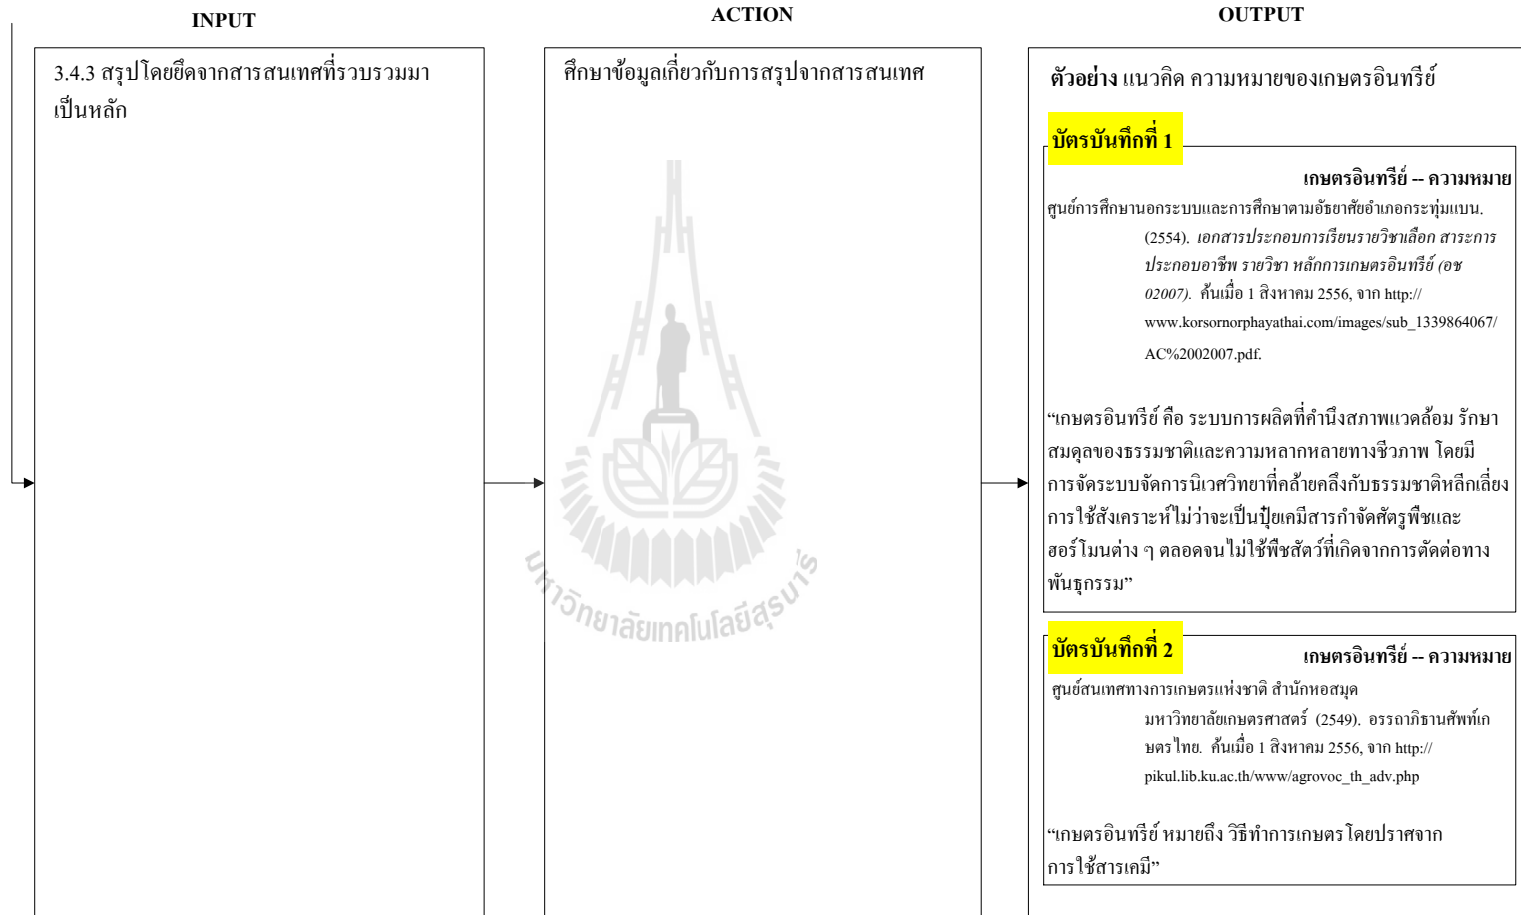 INPUT
ACTION
OUTPUT
3.4.3 สรุปโดยยึดจากสารสนเทศที่รวบรวมมา
เป็นหลัก
ศึกษาข้อมูลเกี่ยวกับการสรุปจากสารสนเทศ
ตัวอย่าง แนวคิด ความหมายของเกษตรอินทรีย์
บัตรบันทึกที่ 1
เกษตรอินทรีย์ -- ความหมาย
ศูนย์การศึกษานอกระบบและการศึกษาตามอัธยาศัยอำเภอกระทุ่มแบน.
(2554). เอกสารประกอบการเรียนรายวิชาเลือก สาระการ
ประกอบอาชีพ รายวิชา หลักการเกษตรอินทรีย์ (อช
02007). ค้นเมื่อ 1 สิงหาคม 2556, จาก http://
www.korsornorphayathai.com/images/sub_1339864067/
AC%2002007.pdf.
“เกษตรอินทรีย์ คือ ระบบการผลิตที่คำนึงสภาพแวดล้อม รักษา
สมดุลของธรรมชาติและความหลากหลายทางชีวภาพ โดยมี
การจัดระบบจัดการนิเวศวิทยาที่คล้ายคลึงกับธรรมชาติหลีกเลี่ยง
การใช้สังเคราะห์ไม่ว่าจะเป็นปุ๋ยเคมีสารกำจัดศัตรูพืชและ
ฮอร์โมนต่าง ๆ ตลอดจนไม่ใช้พืชสัตว์ที่เกิดจากการตัดต่อทาง
พันธุกรรม”
บัตรบันทึกที่ 2
เกษตรอินทรีย์ -- ความหมาย
ศูนย์สนเทศทางการเกษตรแห่งชาติ สำนักหอสมุด
มหาวิทยาลัยเกษตรศาสตร์ (2549). อรรถาภิธานศัพท์เก
ษตรไทย. ค้นเมื่อ 1 สิงหาคม 2556, จาก http://
pikul.lib.ku.ac.th/www/agrovoc_th_adv.php
“เกษตรอินทรีย์ หมายถึง วิธีทำการเกษตรโดยปราศจาก
การใช้สารเคมี”
มหาวิทยาลัยเทคโนโลยีสุรนารี